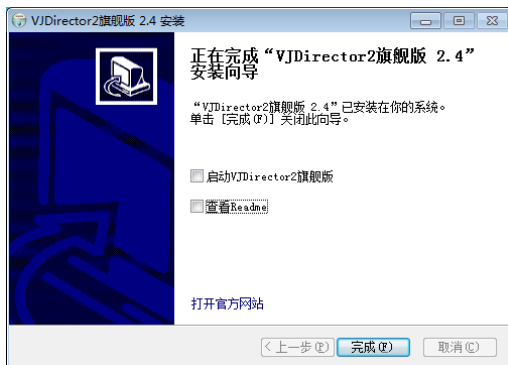 VJDirector2旗舰版 2.4 安装
正在完成“VJDirector2旗舰版 2.4”
安装向导
“VJDirector2旗舰版 2.4”已安装在你的系统。
单击 [完成(F)] 关闭此向导。
启动VJDirector2旗舰版
查看Readme
打开官方网站
<上一步(P) 完成(F) 取消(C)